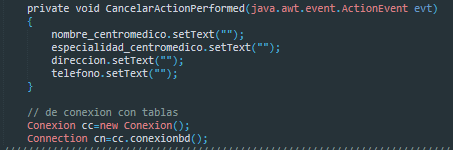 private void CancelarActionPerformed(java.awt.event.ActionEvent evt)
{
nombre_centromedico.setText("");
especialidad_centromedico.setText("");
direccion.setText("");
telefono.setText("");
}
// de conexion con tablas
Conexion cc=new Conexion();
Connection cn=cc.conexionbd();